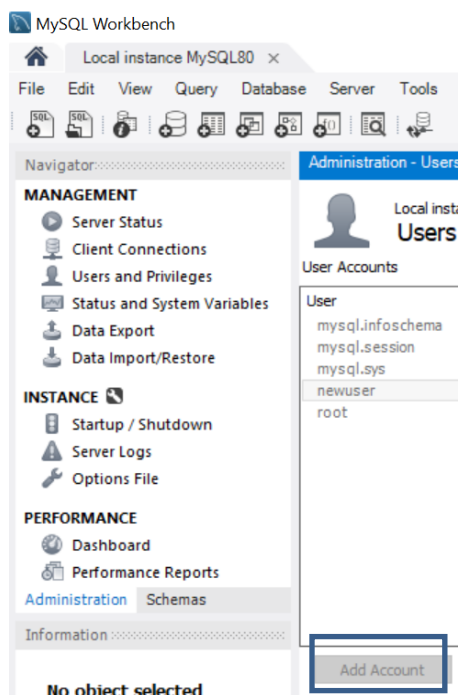 MySQL Workbench
Local instance MySQL80 ×
File Edit View Query Database Server Tools
SQL SQL
Navigator
Administration - Users
MANAGEMENT
Server Status
Client Connections
Users and Privileges
Status and System Variables
Data Export
Data Import/Restore
INSTANCE
Startup / Shutdown
Server Logs
Options File
PERFORMANCE
Dashboard
Performance Reports
Administration Schemas
Information
No object selected
Local insta
Users
User Accounts
User
mysql.infoschema
mysql.session
mysql.sys
newuser
root
Add Account